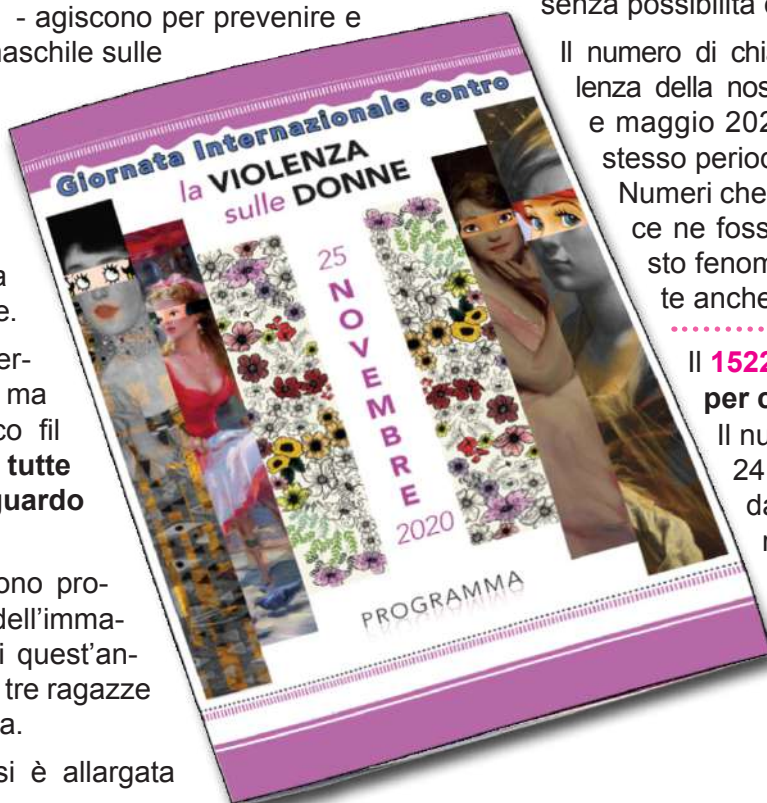 - agiscono per prevenire e
maschile sulle
a
e.
er-
ma
co fil
tutte
guardo
ono pro-
dell'imma-
i quest'an-
tre ragazze
a.
si è allargata
Giornata Internazionale contro
la VIOLENZA
sulle DONNE
25
NOVEMBRE
2020
PROGRAMMA
senza possibilità
Il numero di chia
lenza della nos
e maggio 202
stesso period
Numeri che
ce ne foss
sto fenom
te anche
Il 1522
per c
Il nu
24
da